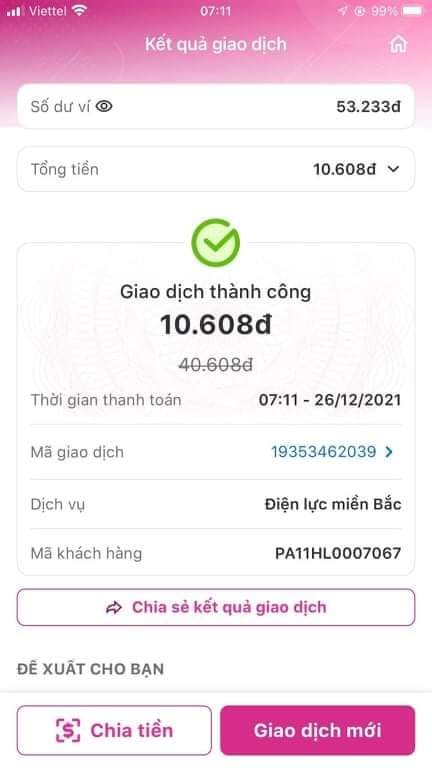 Viettel 07:11 99%
Kết quả giao dịch
Số dư ví 53.233đ
Tổng tiền 10.608đ
Giao dịch thành công
10.608đ
40.608đ
Thời gian thanh toán 07:11 - 26/12/2021
Mã giao dịch 19353462039
Dịch vụ Điện lực miền Bắc
Mã khách hàng PA11HL0007067
Chia sẻ kết quả giao dịch
ĐỀ XUẤT CHO BẠN
Chia tiền Giao dịch mới